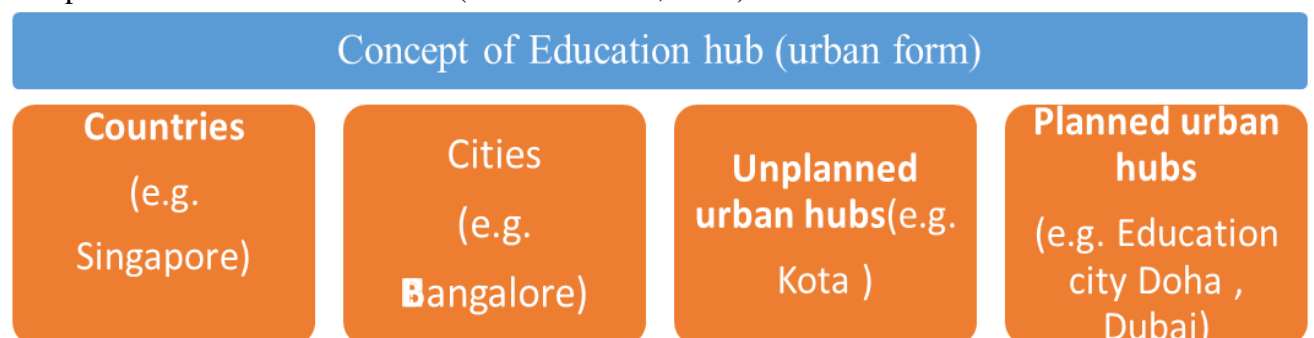 Concept of Education hub (urban form)
Countries
(e.g.
Singapore)
Cities
(e.g.
Bangalore)
Unplanned
urban hubs(e.g.
Kota )
Planned urban
hubs
(e.g. Education
city Doha ,
Dubai)